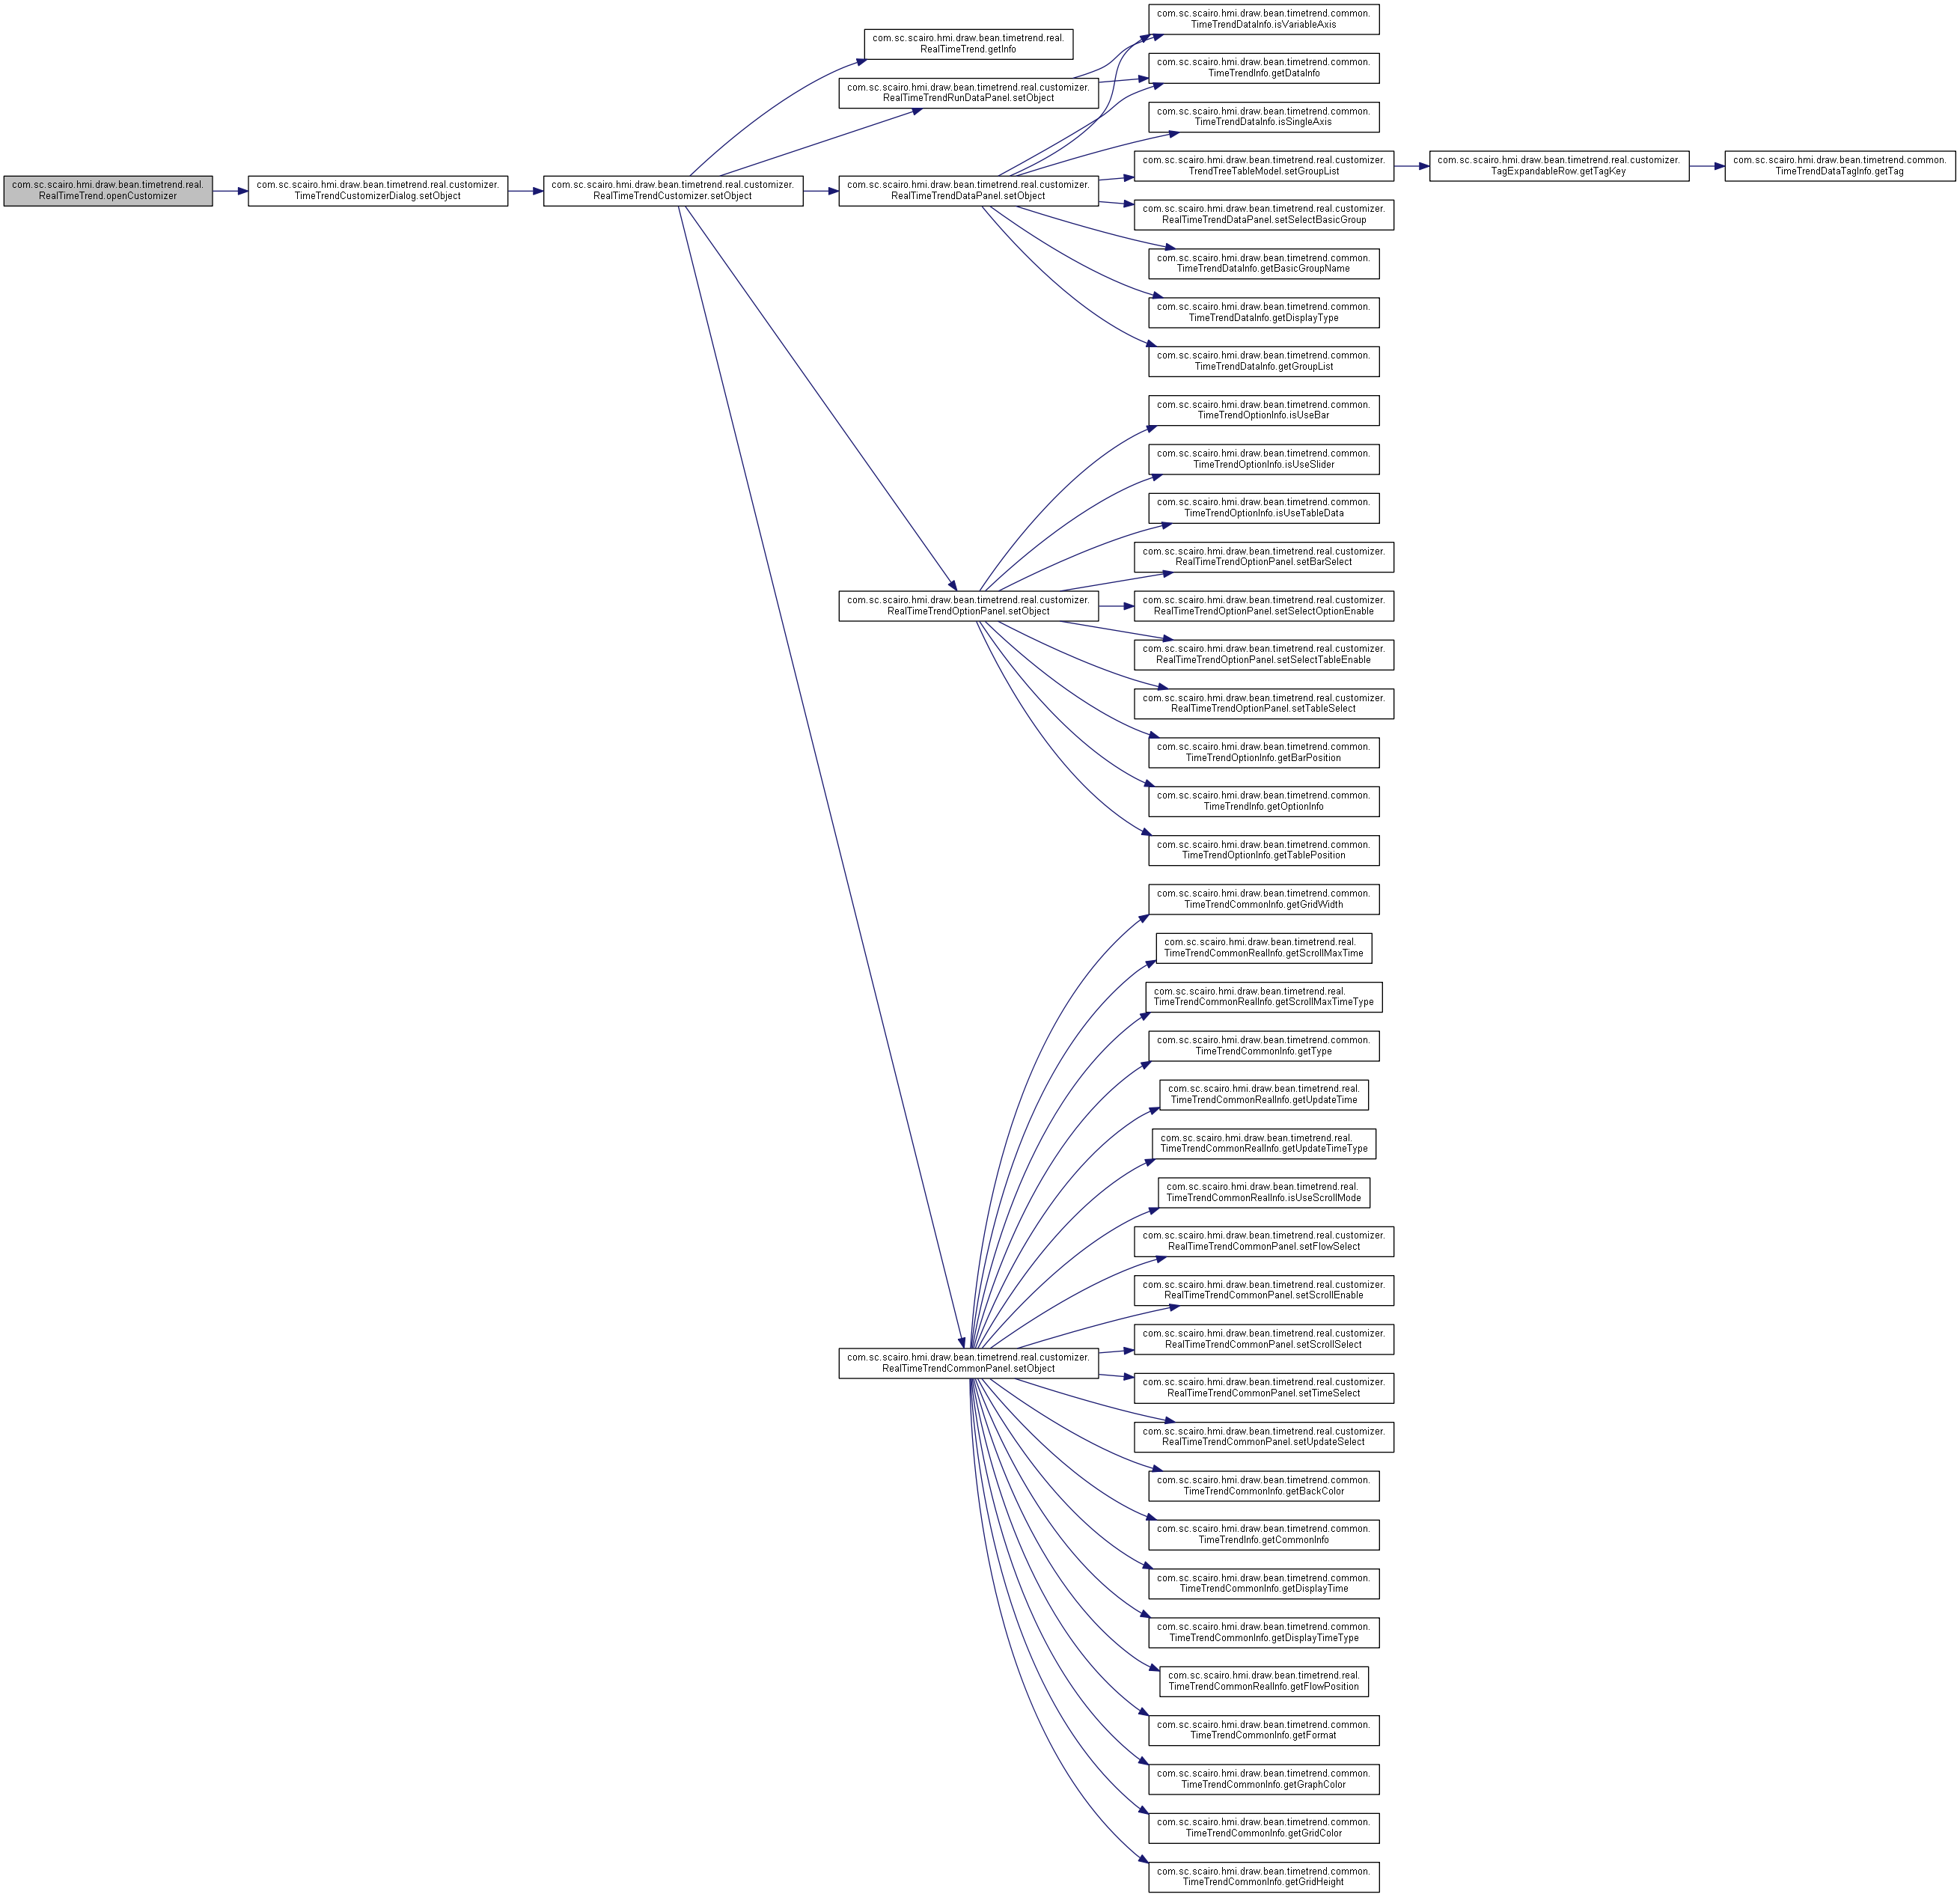 com.sc.scairo.hmi.draw.bean.timetrend.real.
RealTimeTrend.openCustomizer
com.sc.scairo.hmi.draw.bean.timetrend.real.customizer.
TimeTrendCustomizerDialog.setObject
com.sc.scairo.hmi.draw.bean.timetrend.real.customizer.
RealTimeTrendCustomizer.setObject
com.sc.scairo.hmi.draw.bean.timetrend.real.
RealTimeTrend.getInfo
com.sc.scairo.hmi.draw.bean.timetrend.real.customizer.
RealTimeTrendRunDataPanel.setObject
com.sc.scairo.hmi.draw.bean.timetrend.real.customizer.
RealTimeTrendDataPanel.setObject
com.sc.scairo.hmi.draw.bean.timetrend.real.customizer.
RealTimeTrendOptionPanel.setObject
com.sc.scairo.hmi.draw.bean.timetrend.real.customizer.
RealTimeTrendCommonPanel.setObject
com.sc.scairo.hmi.draw.bean.timetrend.common.
TimeTrendDataInfo.isVariableAxis
com.sc.scairo.hmi.draw.bean.timetrend.common.
TimeTrendInfo.getDataInfo
com.sc.scairo.hmi.draw.bean.timetrend.common.
TimeTrendDataInfo.isSingleAxis
com.sc.scairo.hmi.draw.bean.timetrend.real.customizer.
TrendTreeTableModel.setGroupList
com.sc.scairo.hmi.draw.bean.timetrend.real.customizer.
TagExpandableRow.getTagKey
com.sc.scairo.hmi.draw.bean.timetrend.common.
TimeTrendDataTagInfo.getTag
com.sc.scairo.hmi.draw.bean.timetrend.real.customizer.
RealTimeTrendDataPanel.setSelectBasicGroup
com.sc.scairo.hmi.draw.bean.timetrend.common.
TimeTrendDataInfo.getBasicGroupName
com.sc.scairo.hmi.draw.bean.timetrend.common.
TimeTrendDataInfo.getDisplayType
com.sc.scairo.hmi.draw.bean.timetrend.common.
TimeTrendDataInfo.getGroupList
com.sc.scairo.hmi.draw.bean.timetrend.common.
TimeTrendOptionInfo.isUseBar
com.sc.scairo.hmi.draw.bean.timetrend.common.
TimeTrendOptionInfo.isUseSlider
com.sc.scairo.hmi.draw.bean.timetrend.common.
TimeTrendOptionInfo.isUseTableData
com.sc.scairo.hmi.draw.bean.timetrend.real.customizer.
RealTimeTrendOptionPanel.setBarSelect
com.sc.scairo.hmi.draw.bean.timetrend.real.customizer.
RealTimeTrendOptionPanel.setSelectOptionEnable
com.sc.scairo.hmi.draw.bean.timetrend.real.customizer.
RealTimeTrendOptionPanel.setSelectTableEnable
com.sc.scairo.hmi.draw.bean.timetrend.real.customizer.
RealTimeTrendOptionPanel.setTableSelect
com.sc.scairo.hmi.draw.bean.timetrend.common.
TimeTrendOptionInfo.getBarPosition
com.sc.scairo.hmi.draw.bean.timetrend.common.
TimeTrendInfo.getOptionInfo
com.sc.scairo.hmi.draw.bean.timetrend.common.
TimeTrendOptionInfo.getTablePosition
com.sc.scairo.hmi.draw.bean.timetrend.common.
TimeTrendCommonInfo.getGridWidth
com.sc.scairo.hmi.draw.bean.timetrend.real.
TimeTrendCommonRealInfo.getScrollMaxTime
com.sc.scairo.hmi.draw.bean.timetrend.real.
TimeTrendCommonRealInfo.getScrollMaxTimeType
com.sc.scairo.hmi.draw.bean.timetrend.common.
TimeTrendCommonInfo.getType
com.sc.scairo.hmi.draw.bean.timetrend.real.
TimeTrendCommonRealInfo.getUpdateTime
com.sc.scairo.hmi.draw.bean.timetrend.real.
TimeTrendCommonRealInfo.getUpdateTimeType
com.sc.scairo.hmi.draw.bean.timetrend.real.
TimeTrendCommonRealInfo.isUseScrollMode
com.sc.scairo.hmi.draw.bean.timetrend.real.customizer.
RealTimeTrendCommonPanel.setFlowSelect
com.sc.scairo.hmi.draw.bean.timetrend.real.customizer.
RealTimeTrendCommonPanel.setScrollEnable
com.sc.scairo.hmi.draw.bean.timetrend.real.customizer.
RealTimeTrendCommonPanel.setScrollSelect
com.sc.scairo.hmi.draw.bean.timetrend.real.customizer.
RealTimeTrendCommonPanel.setTimeSelect
com.sc.scairo.hmi.draw.bean.timetrend.real.customizer.
RealTimeTrendCommonPanel.setUpdateSelect
com.sc.scairo.hmi.draw.bean.timetrend.common.
TimeTrendCommonInfo.getBackColor
com.sc.scairo.hmi.draw.bean.timetrend.common.
TimeTrendInfo.getCommonInfo
com.sc.scairo.hmi.draw.bean.timetrend.common.
TimeTrendCommonInfo.getDisplayTime
com.sc.scairo.hmi.draw.bean.timetrend.common.
TimeTrendCommonInfo.getDisplayTimeType
com.sc.scairo.hmi.draw.bean.timetrend.real.
TimeTrendCommonRealInfo.getFlowPosition
com.sc.scairo.hmi.draw.bean.timetrend.common.
TimeTrendCommonInfo.getFormat
com.sc.scairo.hmi.draw.bean.timetrend.common.
TimeTrendCommonInfo.getGraphColor
com.sc.scairo.hmi.draw.bean.timetrend.common.
TimeTrendCommonInfo.getGridColor
com.sc.scairo.hmi.draw.bean.timetrend.common.
TimeTrendCommonInfo.getGridHeight